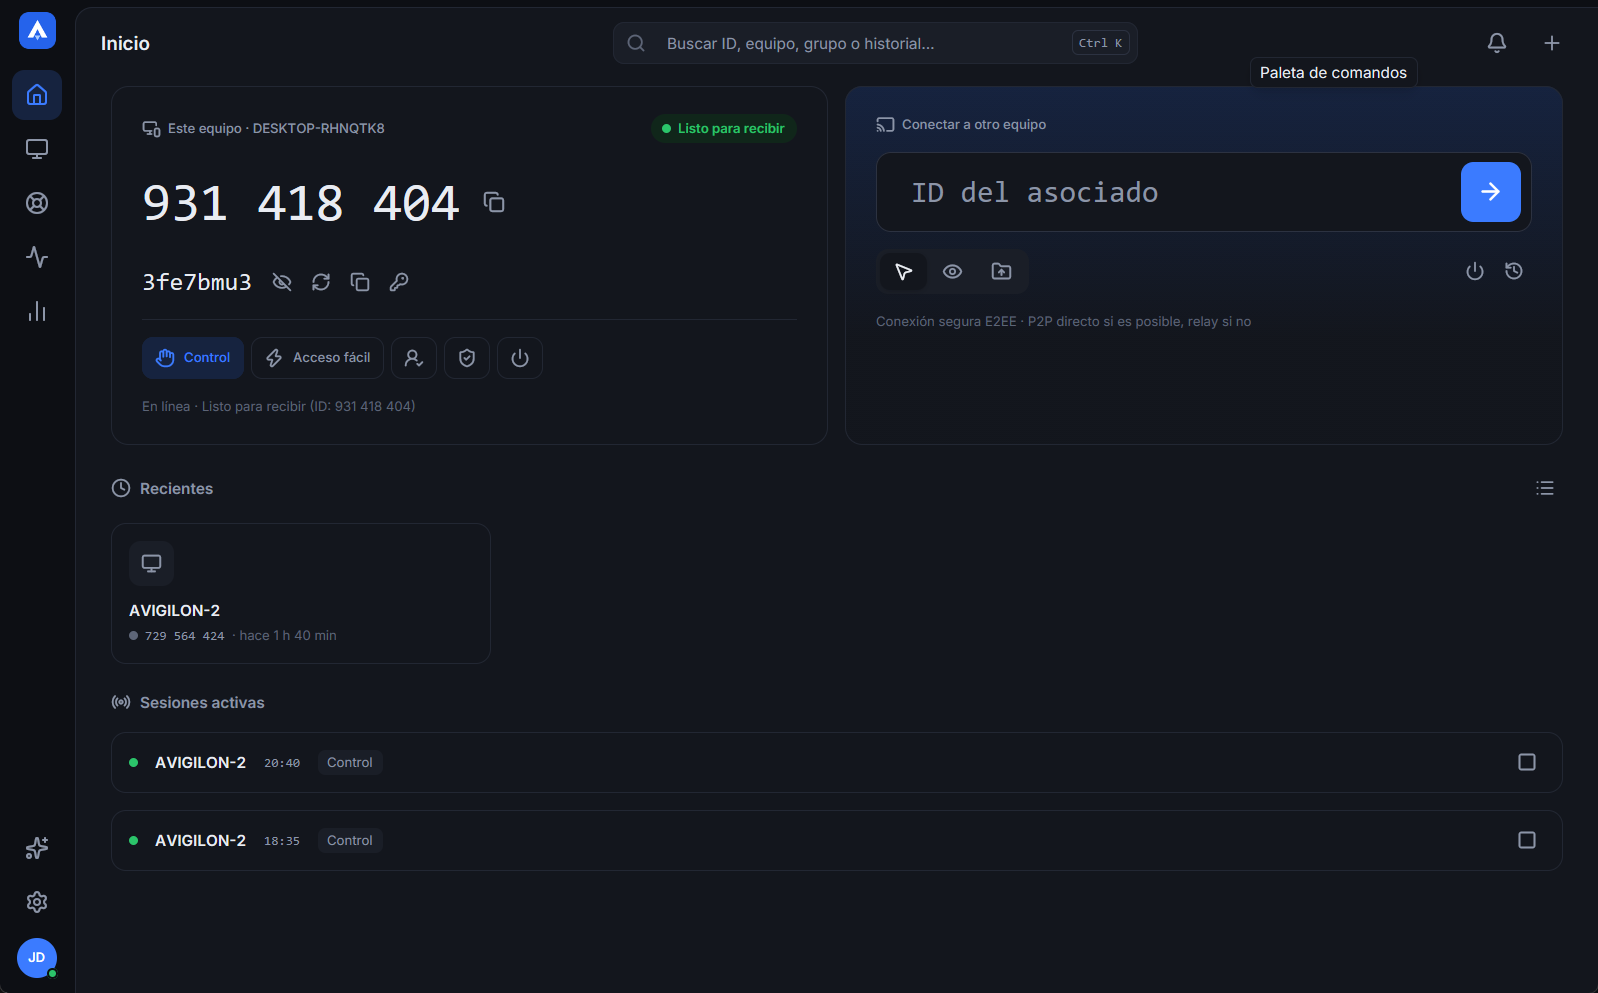 Inicio
Buscar ID, equipo, grupo o historial...
Ctrl K
Paleta de comandos
Este equipo · DESKTOP-RHNQTK8
Listo para recibir
931 418 404
3fe7bmu3
Control
Acceso fácil
En línea · Listo para recibir (ID: 931 418 404)
Conectar a otro equipo
ID del asociado
Conexión segura E2EE · P2P directo si es posible, relay si no
Recientes
AVIGILON-2
729 564 424 · hace 1 h 40 min
Sesiones activas
AVIGILON-2 20:40 Control
AVIGILON-2 18:35 Control
JD